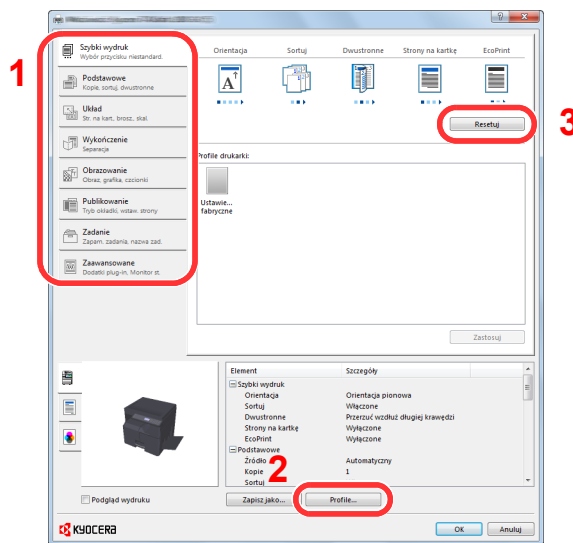 1
Szybki wydruk
Wybór przycisku niestandard.
Podstawowe
Kopie, sortuj, dwustronne
Układ
Str. na kart., brosz., skal.
Wykończenie
Separacja
Obrazowanie
Obraz, grafika, czcionki
Publikowanie
Tryb okładki, wstaw. strony
Zadanie
Zapam. zadania, nazwa zad.
Zaawansowane
Dodatki plug-in, Monitor st.
Orientacja Sortuj Dwustronne Strony na kartkę EcoPrint
A
Resetuj
3
Profile drukarki:
Ustawie...
fabryczne
Zastosuj
Element Szczegóły
Szybki wydruk
Orientacja Orientacja pionowa
Sortuj Włączone
Dwustronne Przerzuć wzdłuż długiej krawędzi
Strony na kartkę Wyłączone
EcoPrint Wyłączone
Podstawowe
Źródło Automatyczny
Kopie 1
Sortuj
2
Podgląd wydruku
Zapisz jako... Profile...
KYOCERA
OK Anuluj